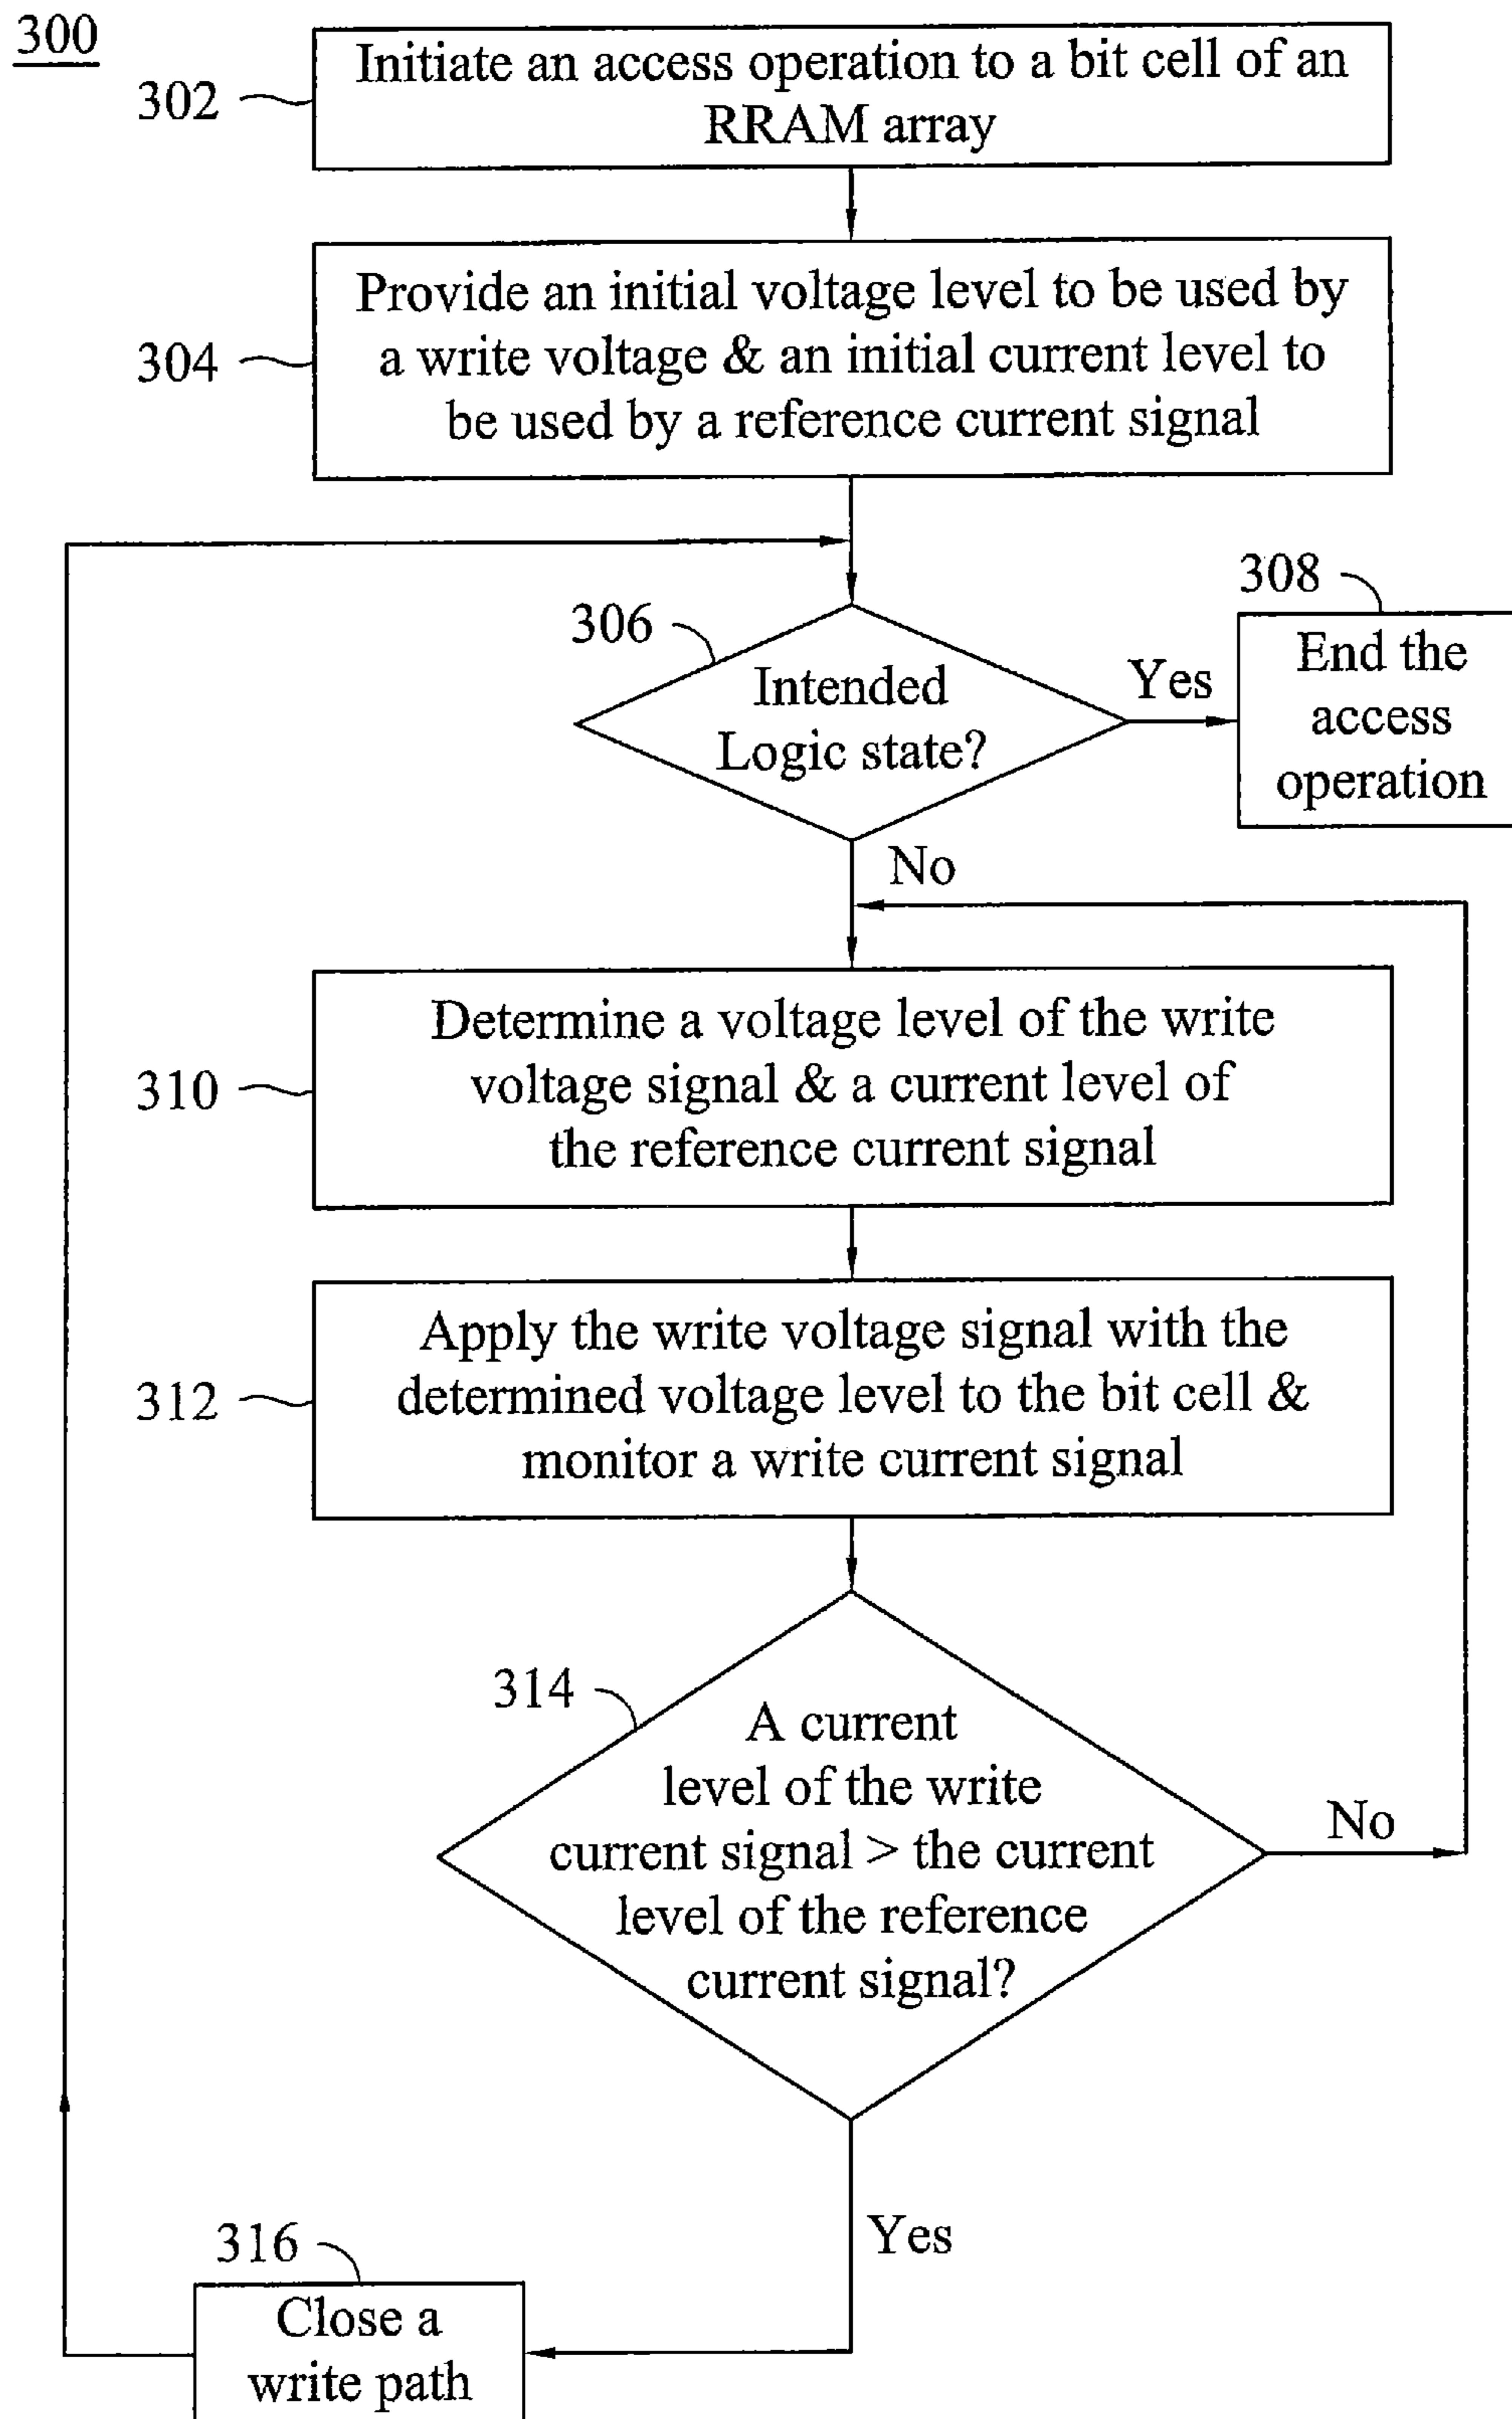 300
302
Initiate an access operation to a bit cell of an
RRAM array
304
Provide an initial voltage level to be used by
a write voltage & an initial current level to
be used by a reference current signal
306
Intended
Logic state?
Yes
308
End the
access
operation
No
310
Determine a voltage level of the write
voltage signal & a current level of
the reference current signal
312
Apply the write voltage signal with the
determined voltage level to the bit cell &
monitor a write current signal
314
A current
level of the write
current signal > the current
level of the reference
current signal?
No
Yes
316
Close a
write path